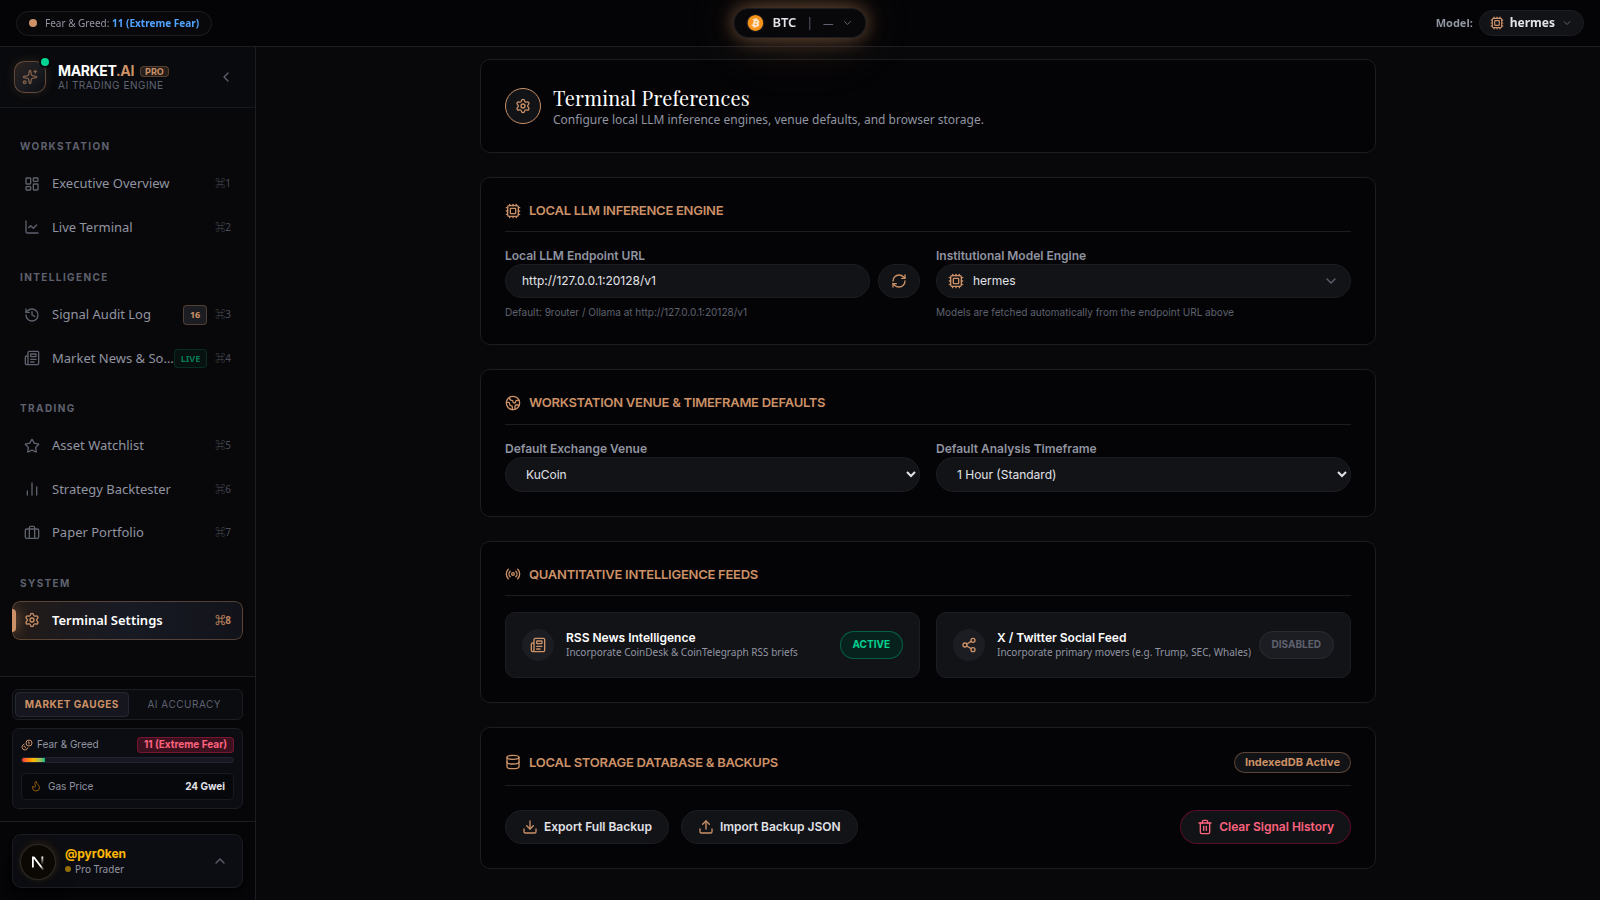 Fear & Greed: 11 (Extreme Fear)
BTC | —
Model: hermes
MARKET.AI PRO
AI TRADING ENGINE
WORKSTATION
Executive Overview ⌘1
Live Terminal ⌘2
INTELLIGENCE
Signal Audit Log 16 ⌘3
Market News & So... LIVE ⌘4
TRADING
Asset Watchlist ⌘5
Strategy Backtester ⌘6
Paper Portfolio ⌘7
SYSTEM
Terminal Settings ⌘8
MARKET GAUGES AI ACCURACY
Fear & Greed 11 (Extreme Fear)
Gas Price 24 Gwei
N
@pyr0ken
Pro Trader
Terminal Preferences
Configure local LLM inference engines, venue defaults, and browser storage.
LOCAL LLM INFERENCE ENGINE
Local LLM Endpoint URL
http://127.0.0.1:20128/v1
Default: 9router / Ollama at http://127.0.0.1:20128/v1
Institutional Model Engine
hermes
Models are fetched automatically from the endpoint URL above
WORKSTATION VENUE & TIMEFRAME DEFAULTS
Default Exchange Venue
KuCoin
Default Analysis Timeframe
1 Hour (Standard)
QUANTITATIVE INTELLIGENCE FEEDS
RSS News Intelligence
Incorporate CoinDesk & CoinTelegraph RSS briefs
ACTIVE
X / Twitter Social Feed
Incorporate primary movers (e.g. Trump, SEC, Whales)
DISABLED
LOCAL STORAGE DATABASE & BACKUPS
IndexedDB Active
Export Full Backup
Import Backup JSON
Clear Signal History